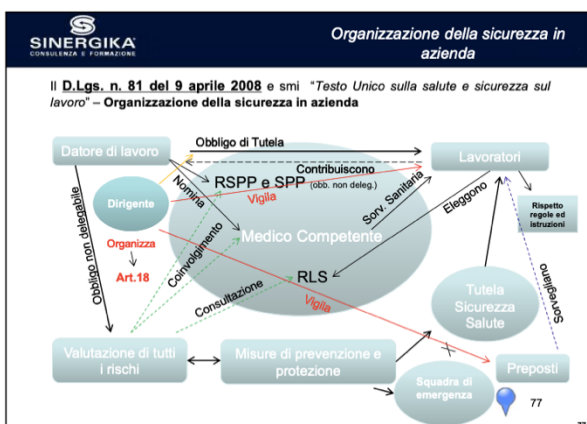 SINERGIKA®
CONSULENZA E FORMAZIONE
Organizzazione della sicurezza in
azienda
Il D.Lgs. n. 81 del 9 aprile 2008 e smi "Testo Unico sulla salute e sicurezza sul
lavoro" – Organizzazione della sicurezza in azienda
Obbligo di Tutela
Datore di lavoro
Lavoratori
Contribuiscono
RSPP e SPP (obb. non deleg.)
Nomina
Vigila
Dirigente
Sorv. Sanitaria
Eleggono
Rispetto
regole ed
istruzioni
Obbligo non delegabile
Organizza
Art.18
Coinvolgimento
Medico Competente
RLS
Consultazione
Vigila
Tutela
Sicurezza
Salute
Sorvegliano
Valutazione di tutti
i rischi
Misure di prevenzione e
protezione
Preposti
Squadra di
emergenza
77
77